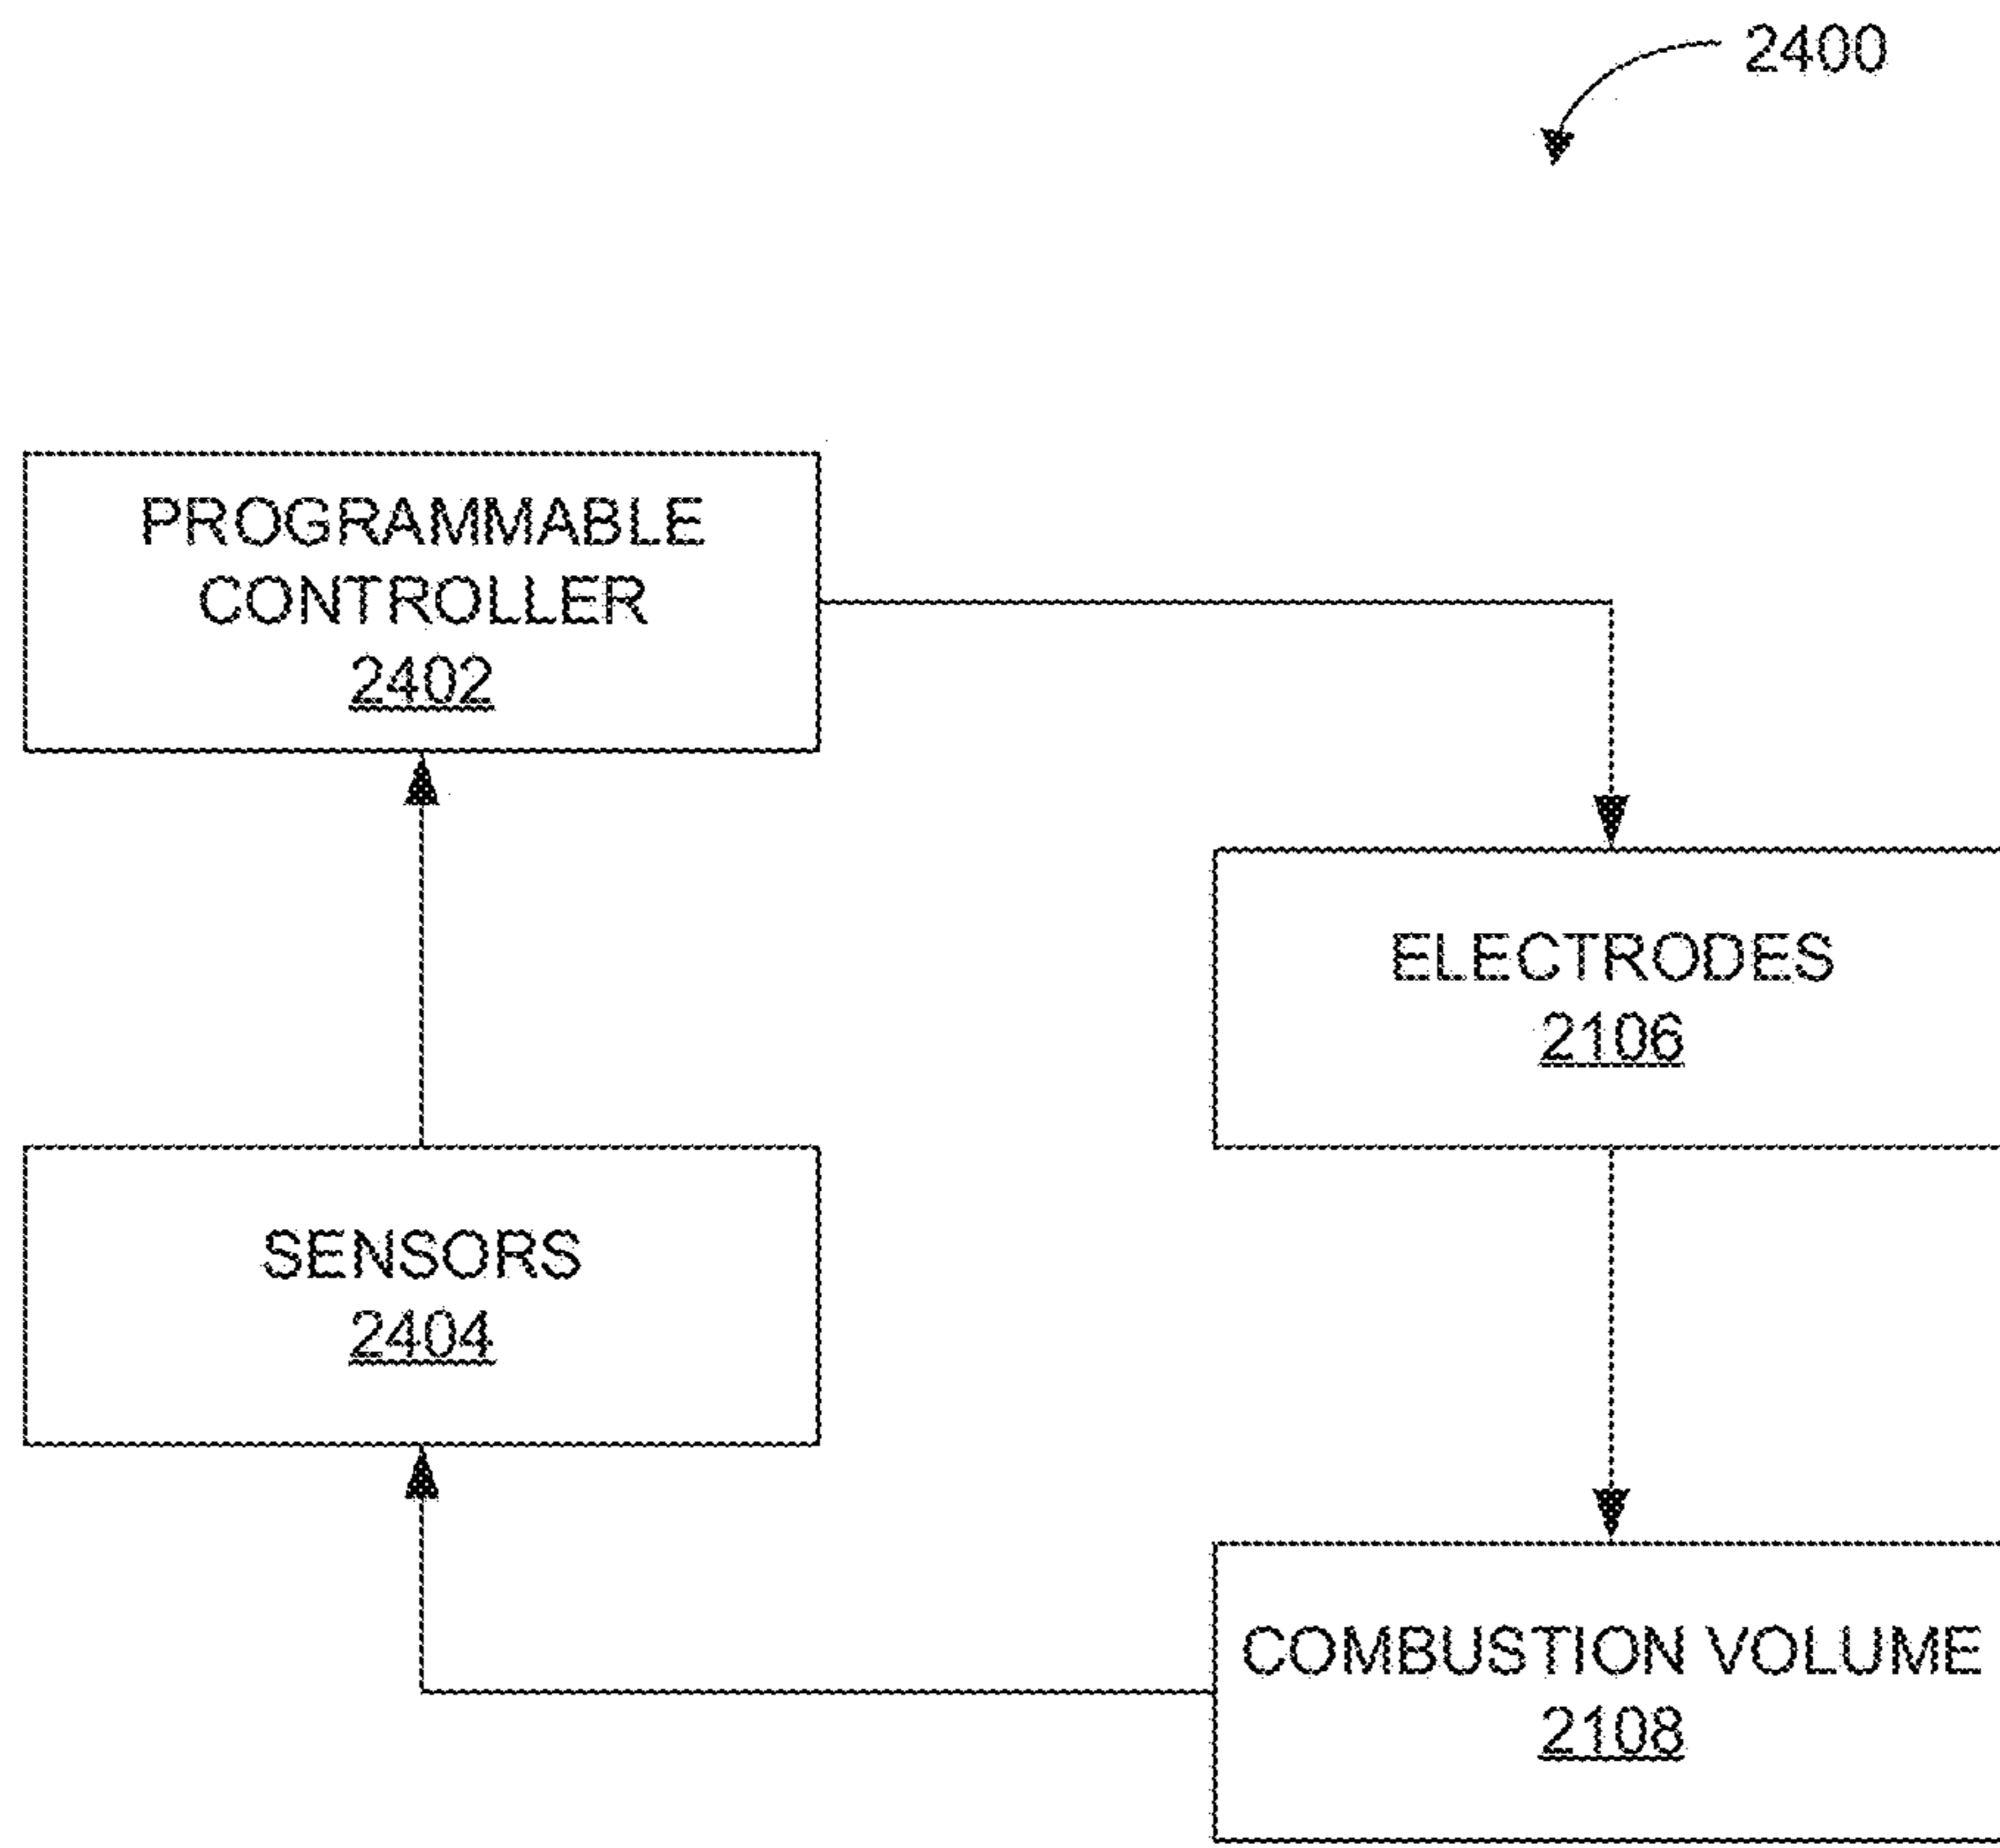 2400
PROGRAMMABLE
CONTROLLER
2402
ELECTRODES
2106
SENSORS
2404
COMBUSTION VOLUME
2108